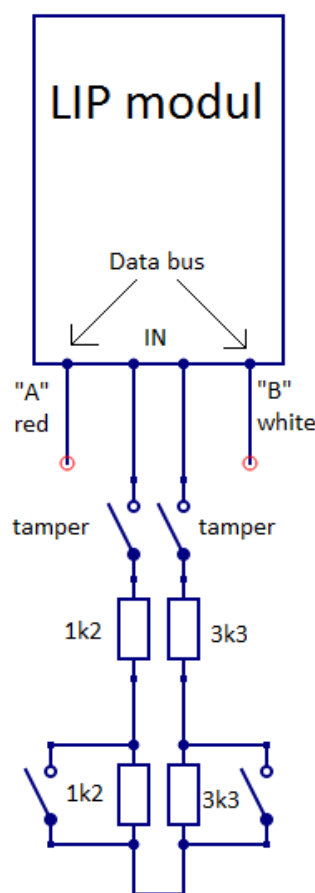 LIP modul
Data bus
IN
"A"
red
"B"
white
tamper
tamper
1k2
3k3
1k2
3k3